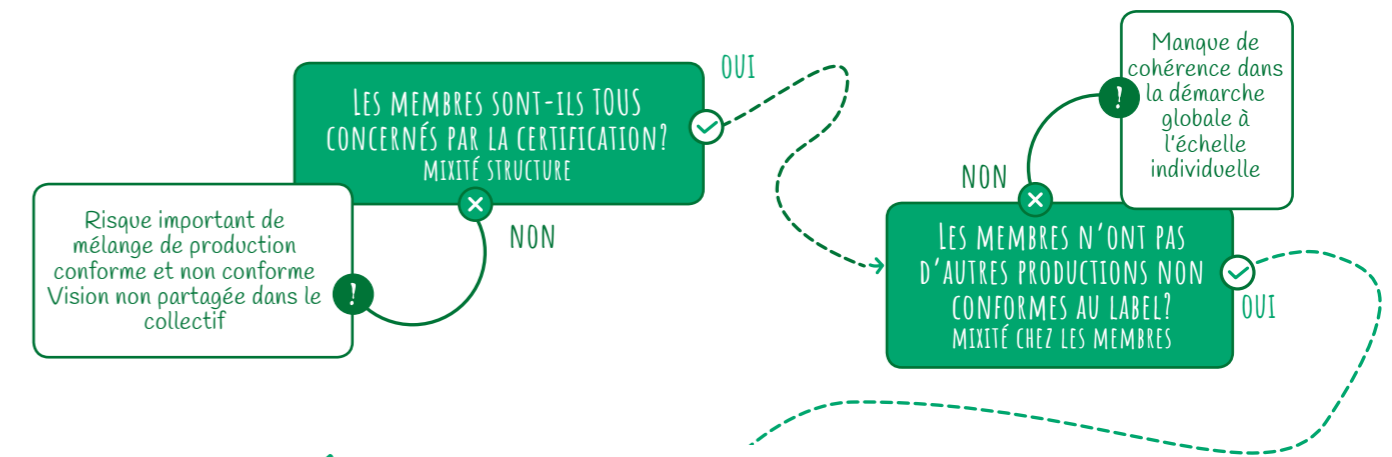 Les membres sont-ils TOUS
concernés par la certification?
mixité structure
OUI
NON
Risque important de
mélange de production
conforme et non conforme
Vision non partagée dans le
collectif
!
Manque de
cohérence dans
la démarche
globale à
l'échelle
individuelle
!
NON
Les membres n'ont pas
d'autres productions non
conformes au label?
mixité chez les membres
OUI